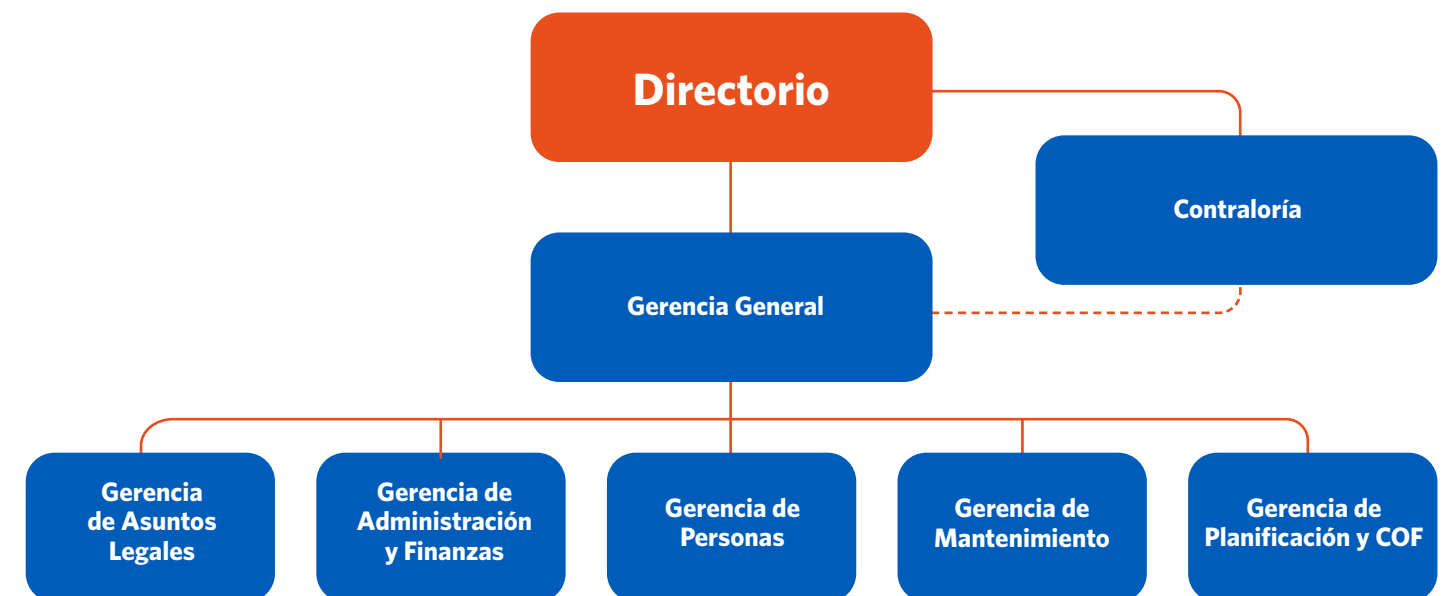 Directorio
Contraloría
Gerencia General
Gerencia
de Asuntos
Legales
Gerencia de
Administración
y Finanzas
Gerencia de
Personas
Gerencia de
Mantenimiento
Gerencia de
Planificación y COF